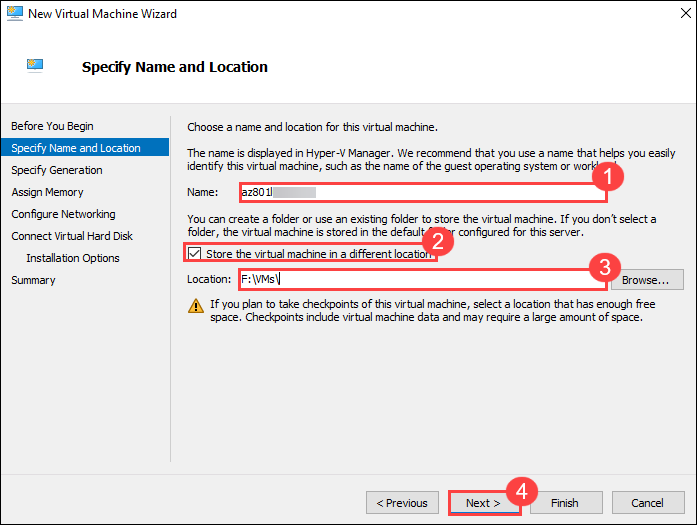 New Virtual Machine Wizard
Specify Name and Location
Before You Begin
Specify Name and Location
Specify Generation
Assign Memory
Configure Networking
Connect Virtual Hard Disk
Installation Options
Summary
Choose a name and location for this virtual machine.
The name is displayed in Hyper-V Manager. We recommend that you use a name that helps you easily
identify this virtual machine, such as the name of the guest operating system or
1
Name: az801
You can create a folder or use an existing folder to store the virtual machine. If you don't select a
folder, the virtual machine is stored in the default configured for this server.
2
Store the virtual machine in a different location
3
Location: F:\VMs\ Browse...
If you plan to take checkpoints of this virtual machine, select a location that has enough free
space. Checkpoints include virtual machine data and may require a large amount of space.
4
< Previous Next > Finish Cancel